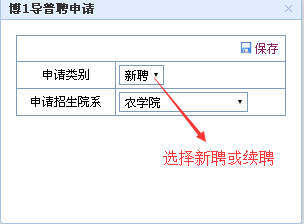 博1导普聘申请
保存
申请类别 新聘
申请招生院系 农学院
选择新聘或续聘